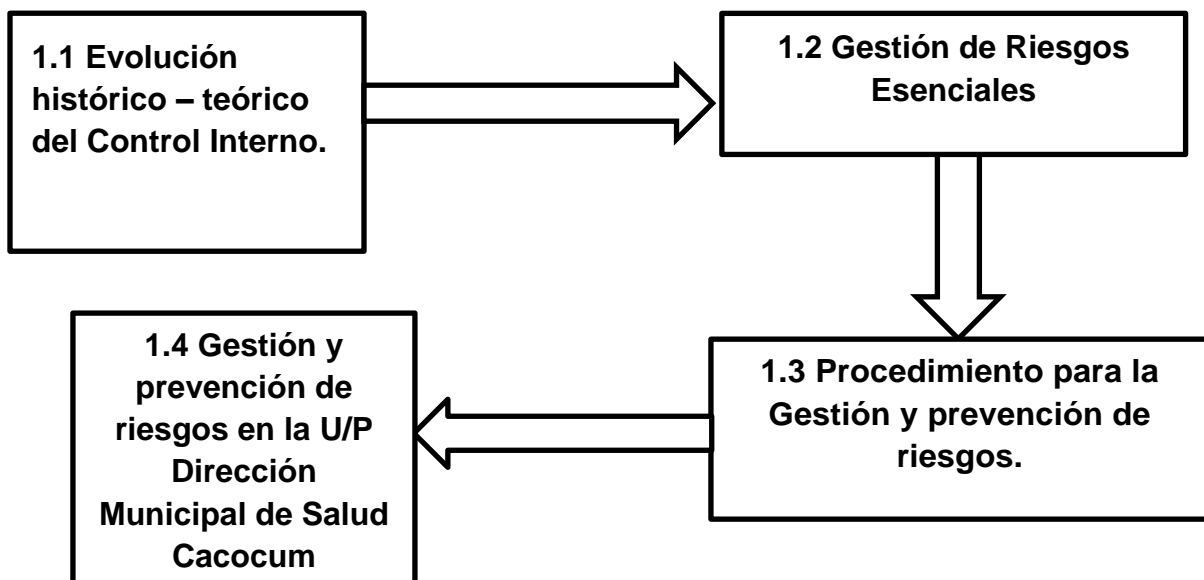 1.1 Evolución
histórico – teórico
del Control Interno.
1.2 Gestión de Riesgos
Esenciales
1.3 Procedimiento para la
Gestión y prevención de
riesgos.
1.4 Gestión y
prevención de
riesgos en la U/P
Dirección
Municipal de Salud
Cacocum